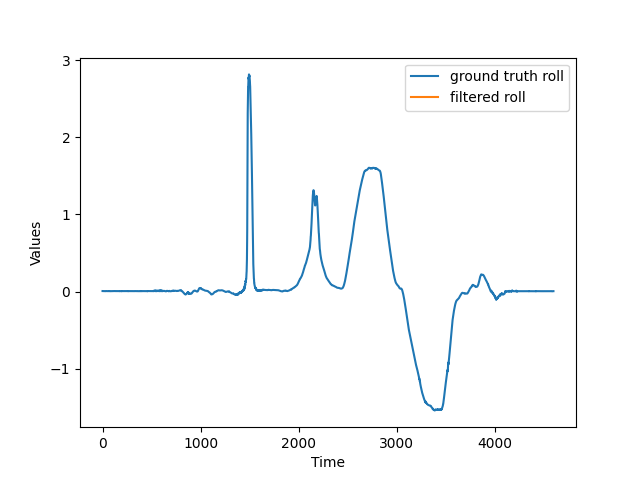 ground truth roll
filtered roll
3
2
1
0
−1
Values
0
1000
2000
3000
4000
Time